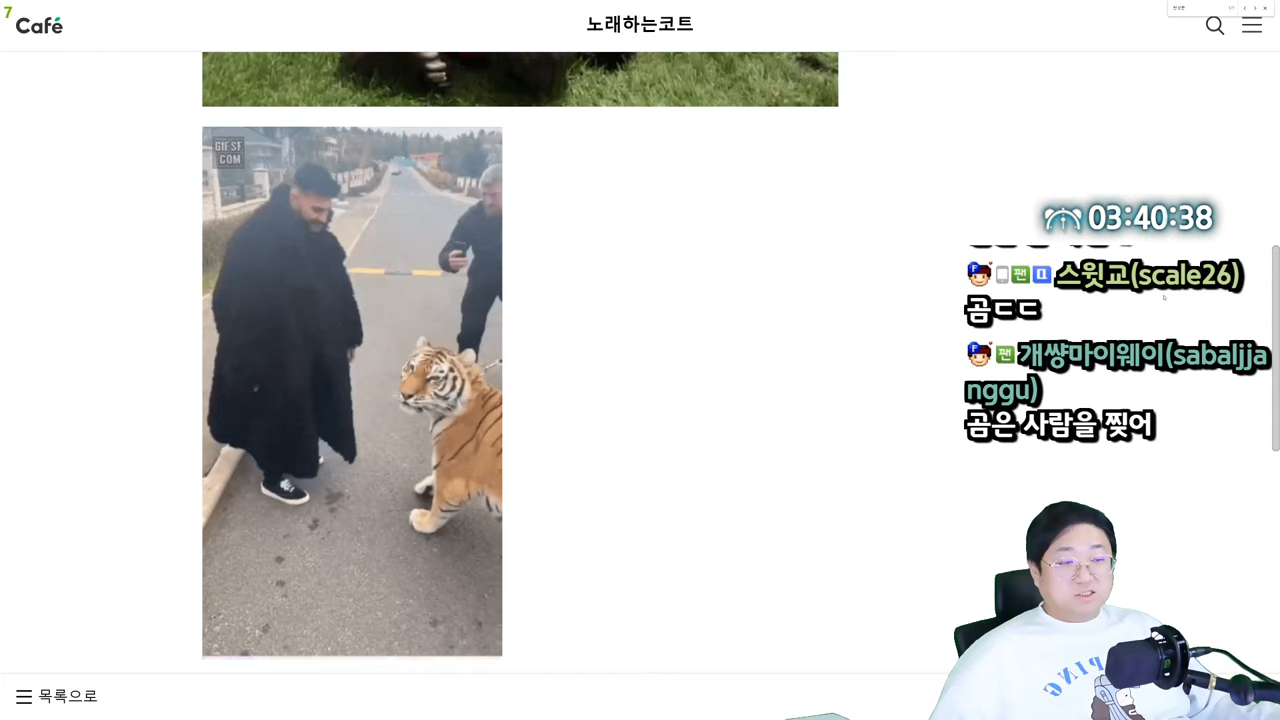 7
Café
노래하는코트
GIFSF
.COM
03:40:38
스윗교(scale26)
곰ㄷㄷ
개썅마이웨이(sabaljja
nggu)
곰은 사람을 찢어
PING
목록으로